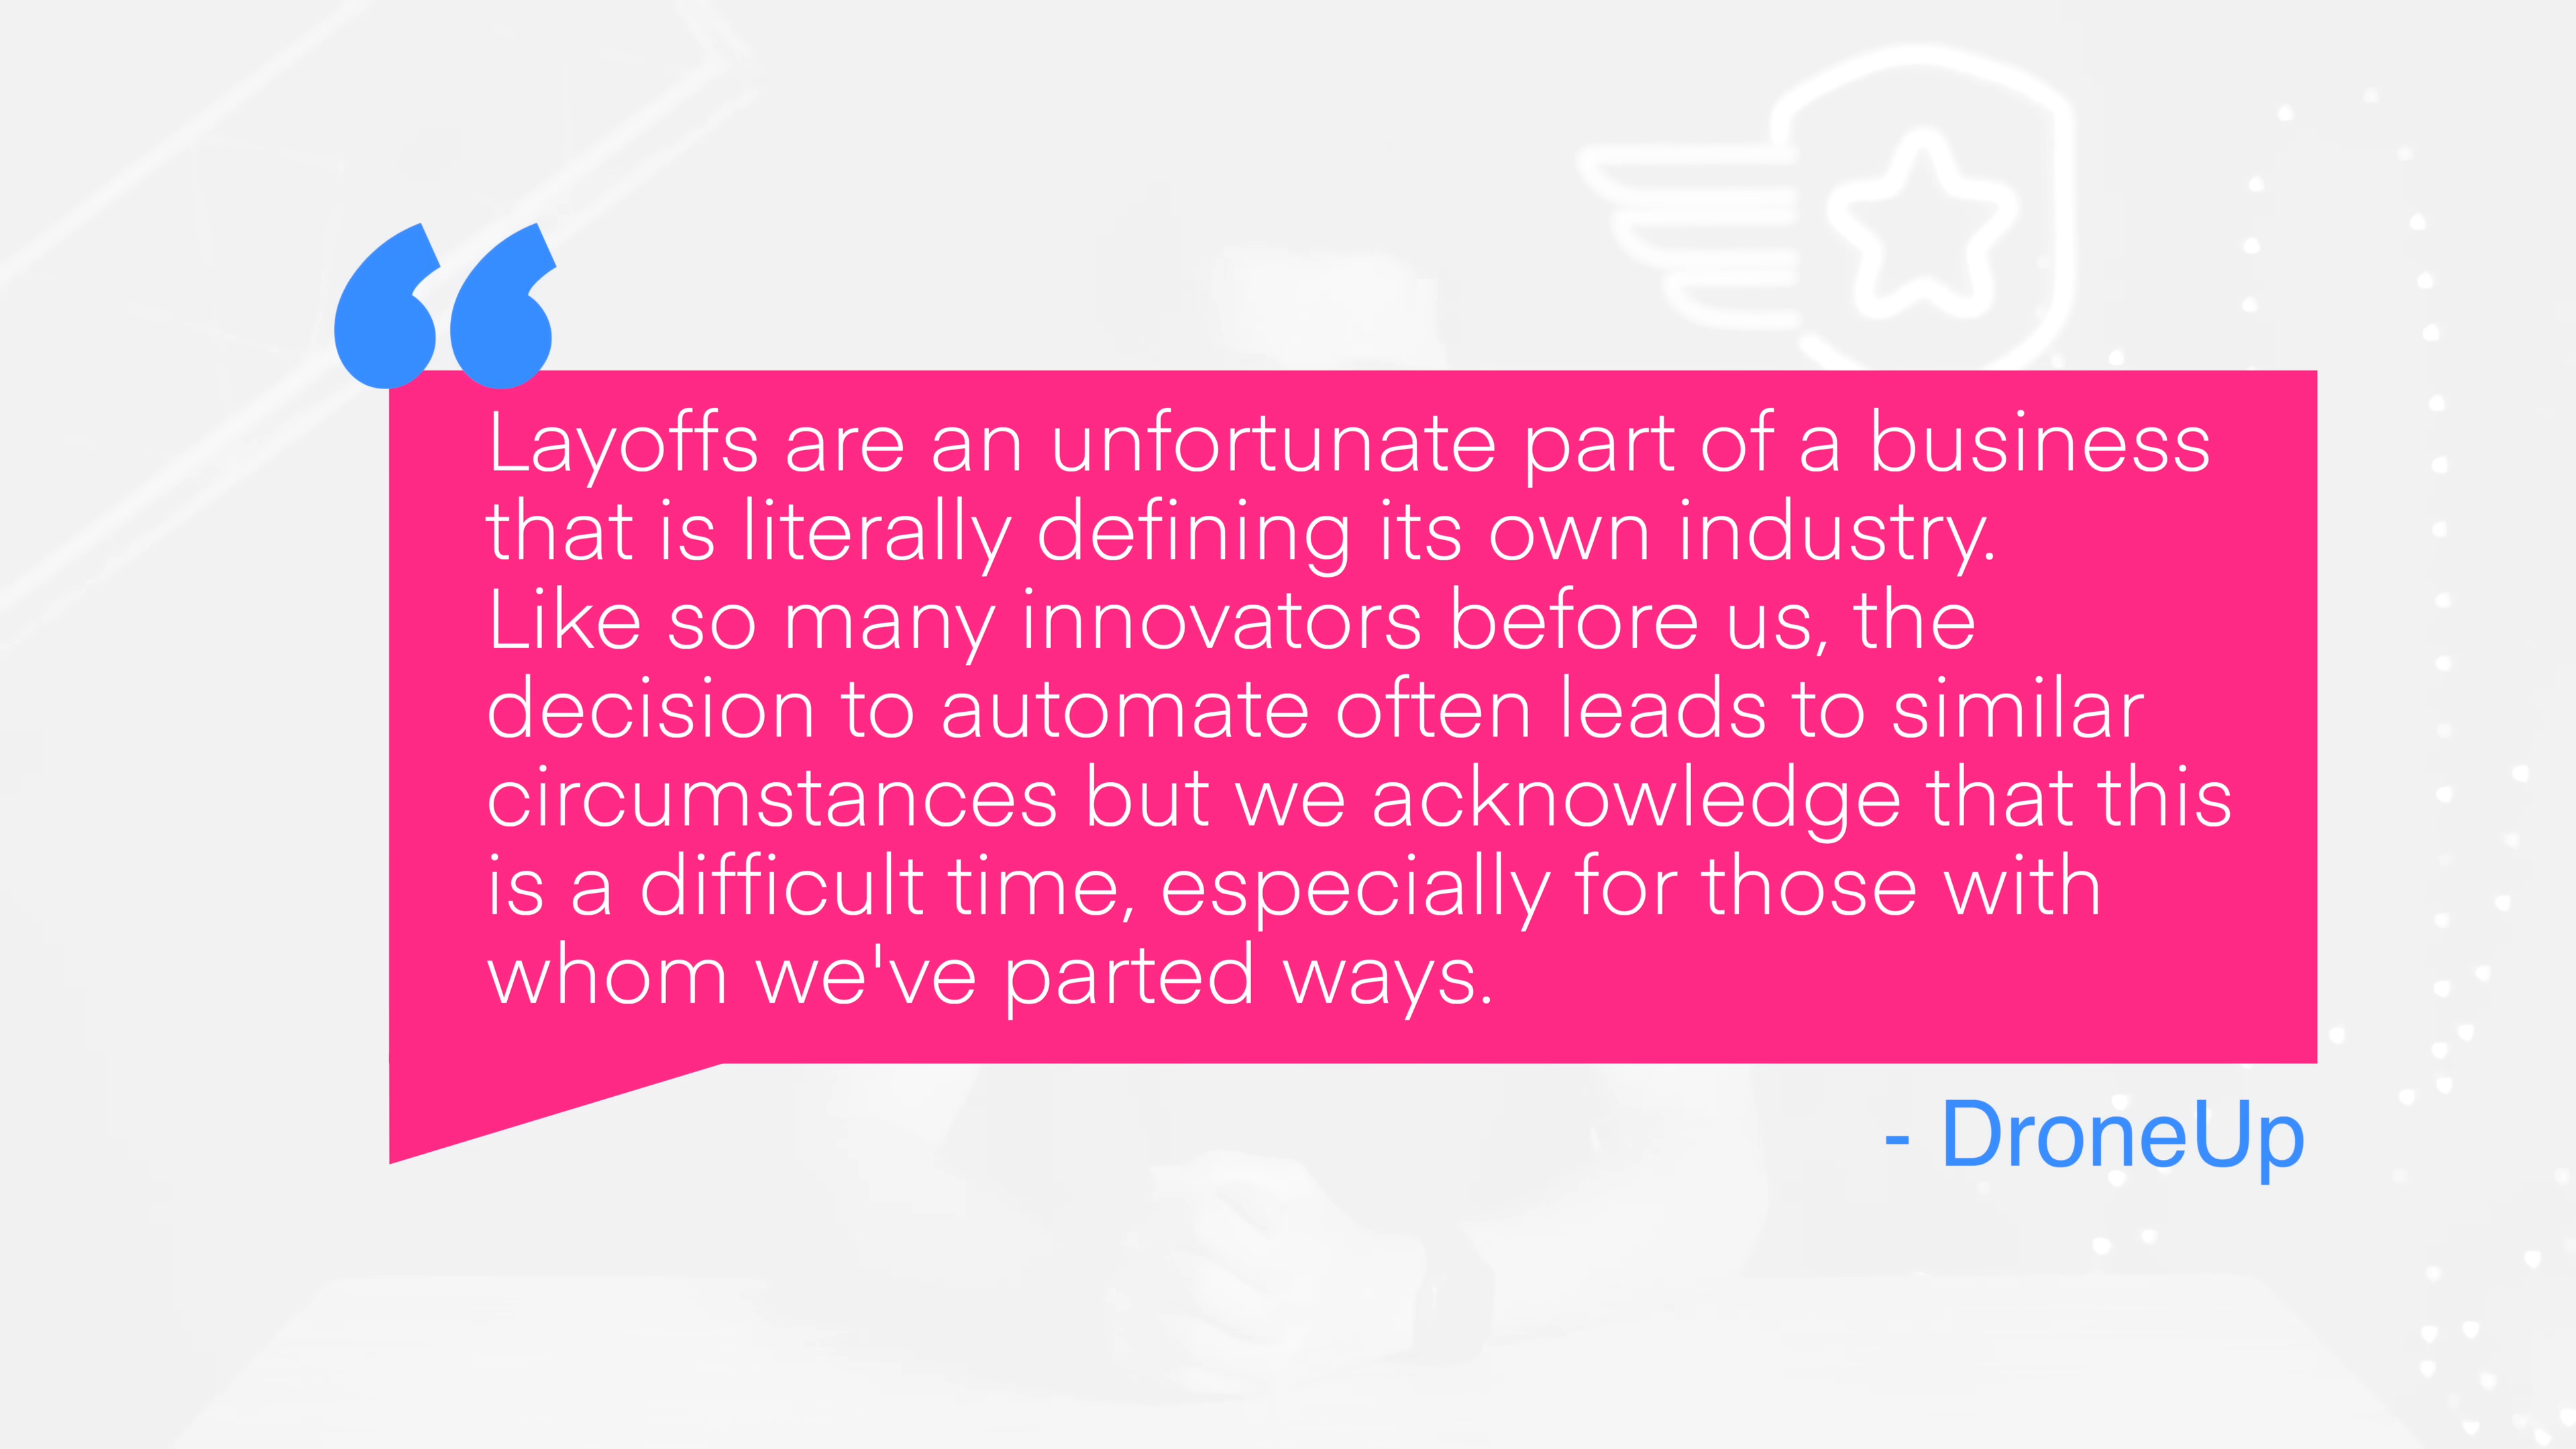 Layoffs are an unfortunate part of a business
that is literally defining its own industry.
Like so many innovators before us, the
decision to automate often leads to similar
circumstances but we acknowledge that this
is a difficult time, especially for those with
whom we've parted ways.
- DroneUp